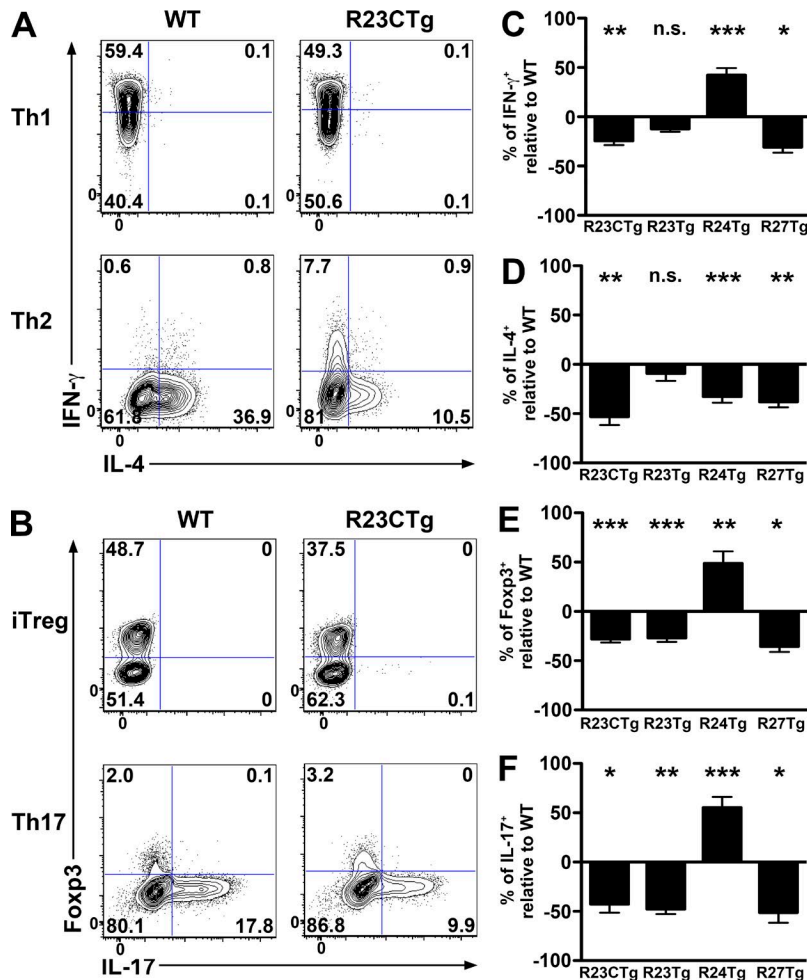 A
WT
R23CTg
Th1
59.4 0.1
40.4 0.1
0
0
49.3 0.1
50.6 0.1
0
0
Th2
0.6 0.8
61.8 36.9
0
0
7.7 0.9
81 10.5
0
0
IFN-γ
IL-4
B
WT
R23CTg
iTreg
48.7 0
51.4 0
0
0
37.5 0
62.3 0.1
0
0
Th17
2.0 0.1
80.1 17.8
0
0
3.2 0
86.8 9.9
0
0
Foxp3
IL-17
C
% of IFN-γ⁺
relative to WT
100
50
0
-50
-100
** n.s. *** *
R23CTg R23Tg R24Tg R27Tg
D
% of IL-4⁺
relative to WT
100
50
0
-50
-100
** n.s. *** **
R23CTg R23Tg R24Tg R27Tg
E
% of Foxp3⁺
relative to WT
100
50
0
-50
-100
*** *** ** *
R23CTg R23Tg R24Tg R27Tg
F
% of IL-17⁺
relative to WT
100
50
0
-50
-100
* ** *** *
R23CTg R23Tg R24Tg R27Tg